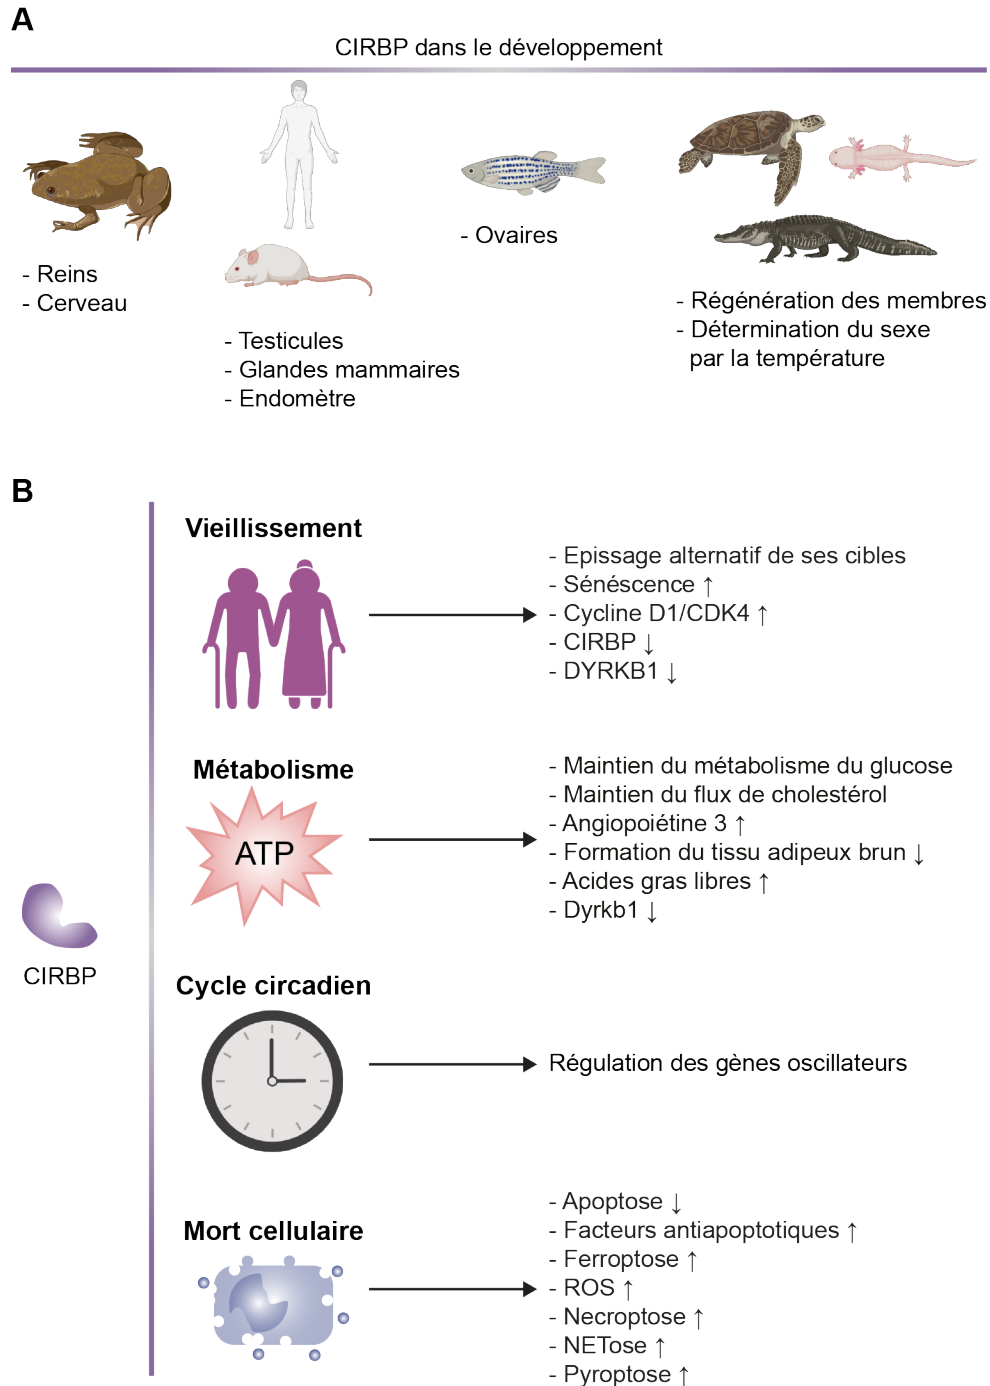 A
CIRBP dans le développement
- Reins
- Cerveau
- Testicules
- Glandes mammaires
- Endomètre
- Ovaires
- Régénération des membres
- Détermination du sexe
par la température
B
CIRBP
Vieillissement
- Epissage alternatif de ses cibles
- Sénéscence ↑
- Cycline D1/CDK4 ↑
- CIRBP ↓
- DYRKB1 ↓
Métabolisme
ATP
- Maintien du métabolisme du glucose
- Maintien du flux de cholestérol
- Angiopoiétine 3 ↑
- Formation du tissu adipeux brun ↓
- Acides gras libres ↑
- Dyrkb1 ↓
Cycle circadien
Régulation des gènes oscillateurs
Mort cellulaire
- Apoptose ↓
- Facteurs antiapoptotiques ↑
- Ferroptose ↑
- ROS ↑
- Necroptose ↑
- NETose ↑
- Pyroptose ↑